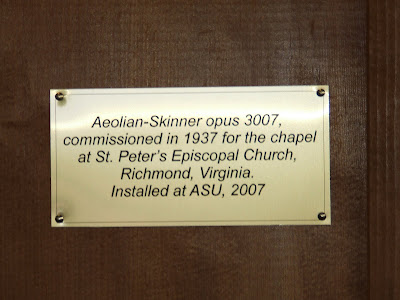 Aeolian-Skinner opus 3007,
commissioned in 1937 for the chapel
at St. Peter's Episcopal Church,
Richmond, Virginia.
Installed at ASU, 2007